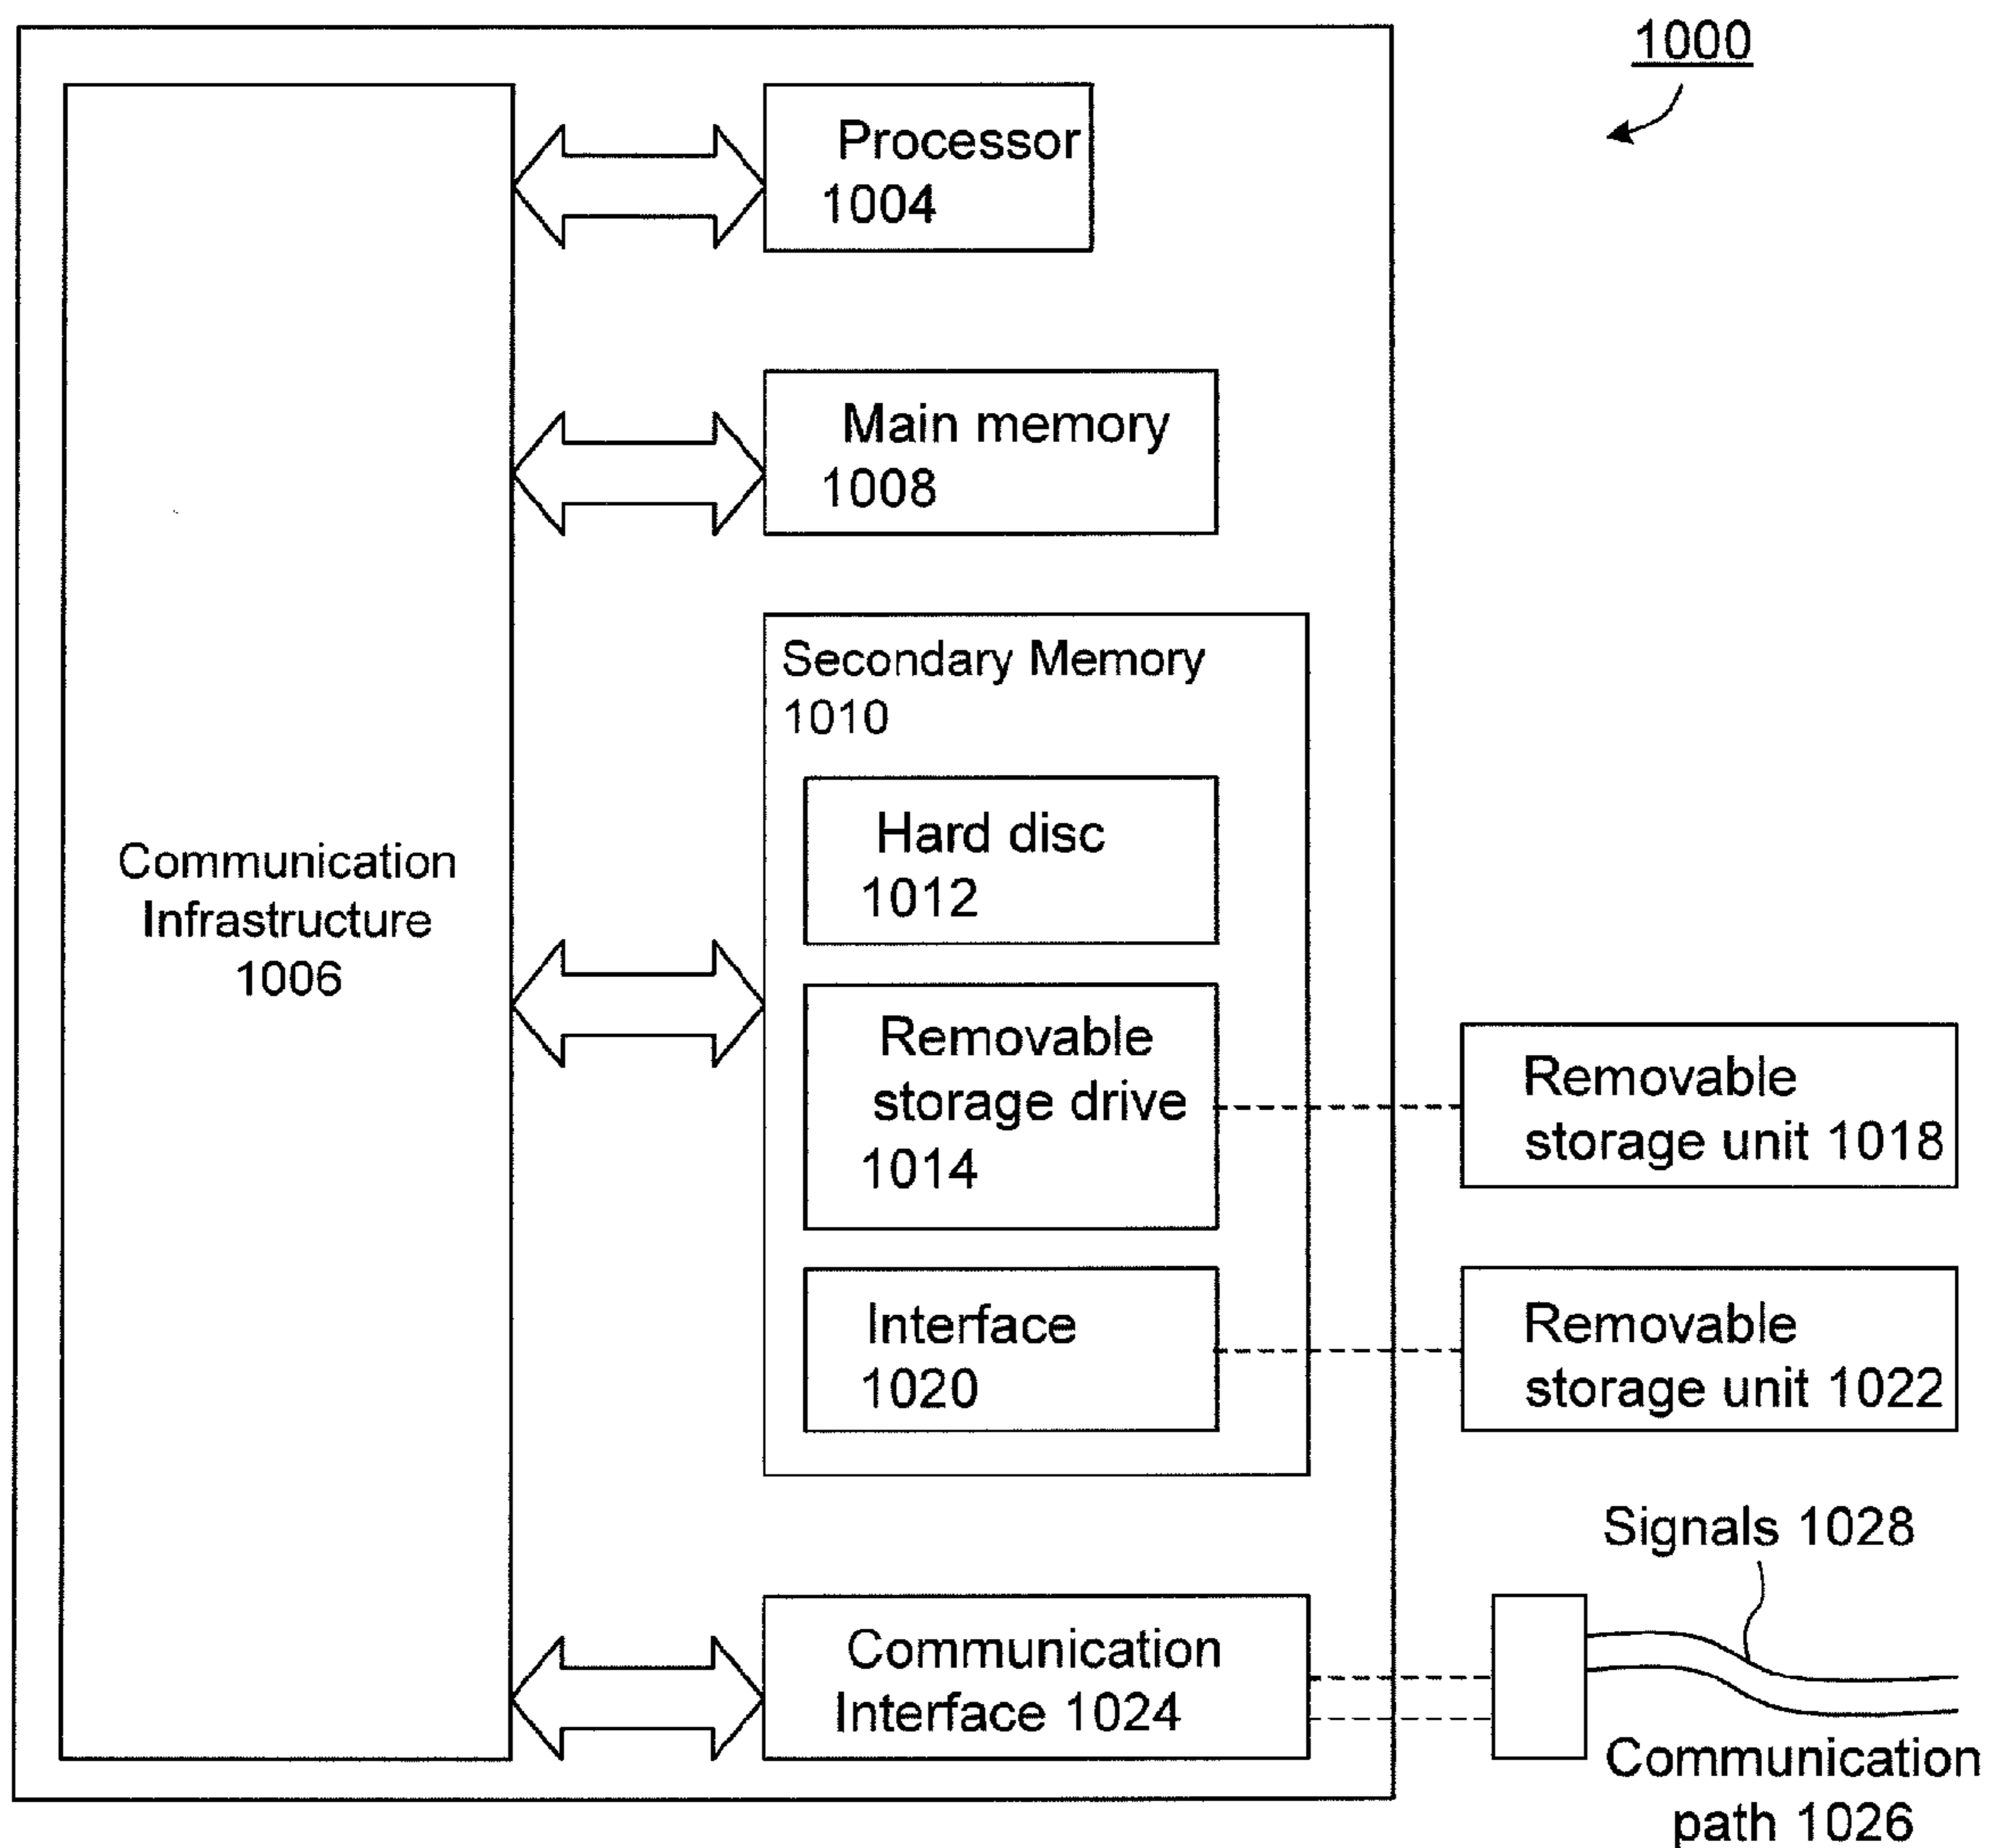 1000
Processor
1004
Main memory
1008
Secondary Memory
1010
Hard disc
1012
Communication
Infrastructure
1006
Removable
storage drive
1014
Removable
storage unit 1018
Interface
1020
Removable
storage unit 1022
Signals 1028
Communication
Interface 1024
Communication
path 1026